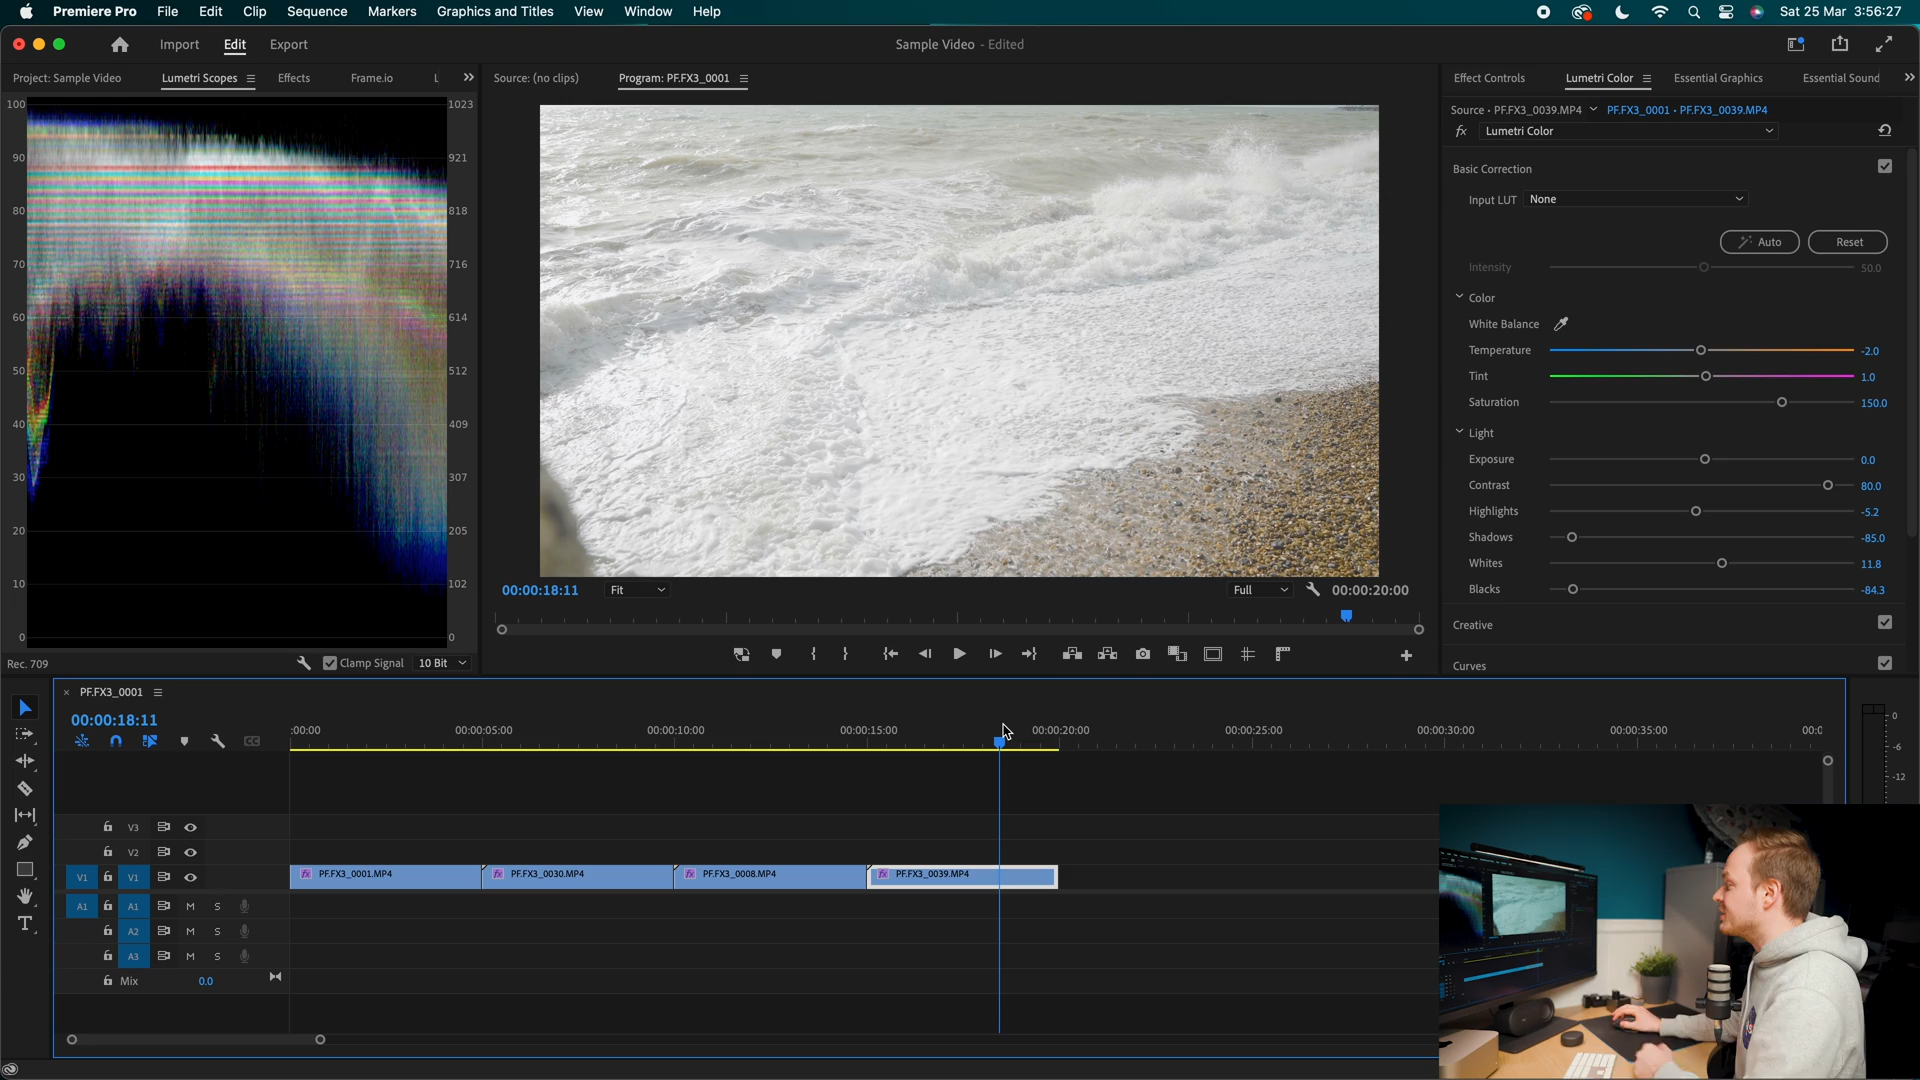 Premiere Pro File Edit Clip Sequence Markers Graphics and Titles View Window Help Sat 25 Mar 3:56:27
Import Edit Export Sample Video - Edited
Project: Sample Video Lumetri Scopes Effects Frame.io L
Source: (no clips) Program: PF.FX3_0001
Effect Controls Lumetri Color Essential Graphics Essential Sound
100 1023
90 921
80 818
70 716
60 614
50 512
40 409
30 307
20 205
10 102
0 0
Rec. 709 Clamp Signal 10 Bit
00:00:18:11 Fit Full 00:00:20:00
Source • PF.FX3_0039.MP4 PF.FX3_0001 • PF.FX3_0039.MP4
fx Lumetri Color
Basic Correction
Input LUT None
Auto Reset
Intensity 50.0
Color
White Balance
Temperature -2.0
Tint 1.0
Saturation 150.0
Light
Exposure 0.0
Contrast 80.0
Highlights -5.2
Shadows -85.0
Whites 11.8
Blacks -84.3
Creative
Curves
× PF.FX3_0001
00:00:18:11
:00:00 00:00:05:00 00:00:10:00 00:00:15:00 00:00:20:00 00:00:25:00 00:00:30:00 00:00:35:00 00:0
CC
V3
V2
V1 V1 fx PF.FX3_0001.MP4 fx PF.FX3_0030.MP4 fx PF.FX3_0008.MP4 fx PF.FX3_0039.MP4
A1 A1 M S
A2 M S
A3 M S
Mix 0.0
T
0
-6
-12